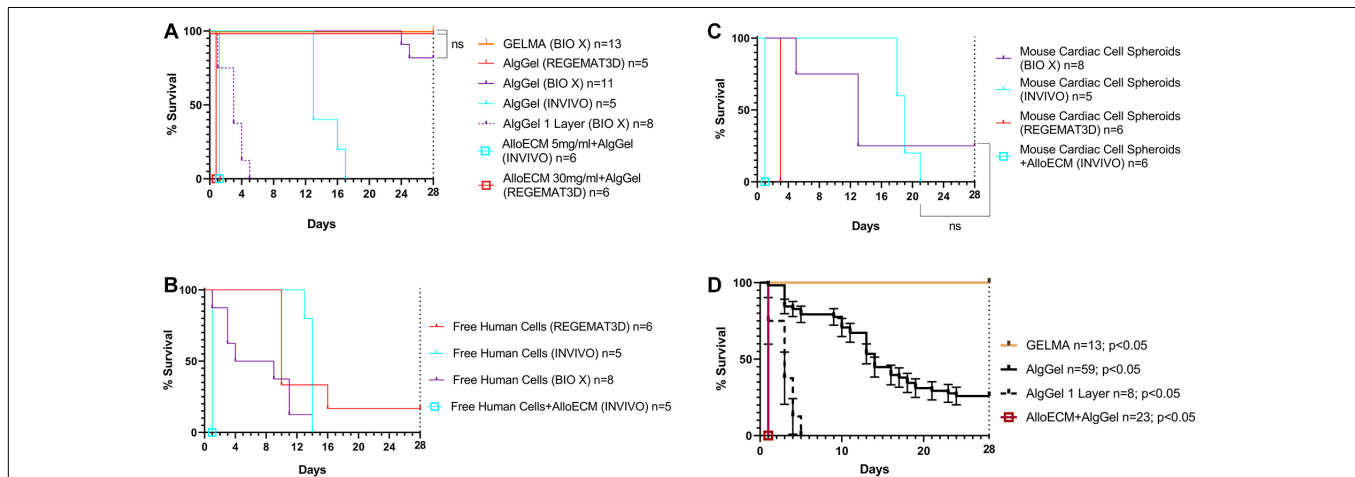 A
% Survival
100
50
0
0 4 8 12 16 20 24 28
Days
ns
GELMA (BIO X) n=13
AlgGel (REGEMAT3D) n=5
AlgGel (BIO X) n=11
AlgGel (INVIVO) n=5
AlgGel 1 Layer (BIO X) n=8
AlloECM 5mg/ml+AlgGel
(INVIVO) n=6
AlloECM 30mg/ml+AlgGel
(REGEMAT3D) n=6
C
% Survival
100
50
0
0 4 8 12 16 20 24 28
Days
ns
Mouse Cardiac Cell Spheroids
(BIO X) n=8
Mouse Cardiac Cell Spheroids
(INVIVO) n=5
Mouse Cardiac Cell Spheroids
(REGEMAT3D) n=6
Mouse Cardiac Cell Spheroids
+AlloECM (INVIVO) n=6
B
% Survival
100
50
0
0 4 8 12 16 20 24 28
Days
Free Human Cells (REGEMAT3D) n=6
Free Human Cells (INVIVO) n=5
Free Human Cells (BIO X) n=8
Free Human Cells+AlloECM (INVIVO) n=5
D
% Survival
100
50
0
0 10 20 28
Days
GELMA n=13; p<0.05
AlgGel n=59; p<0.05
AlgGel 1 Layer n=8; p<0.05
AlloECM+AlgGel n=23; p<0.05